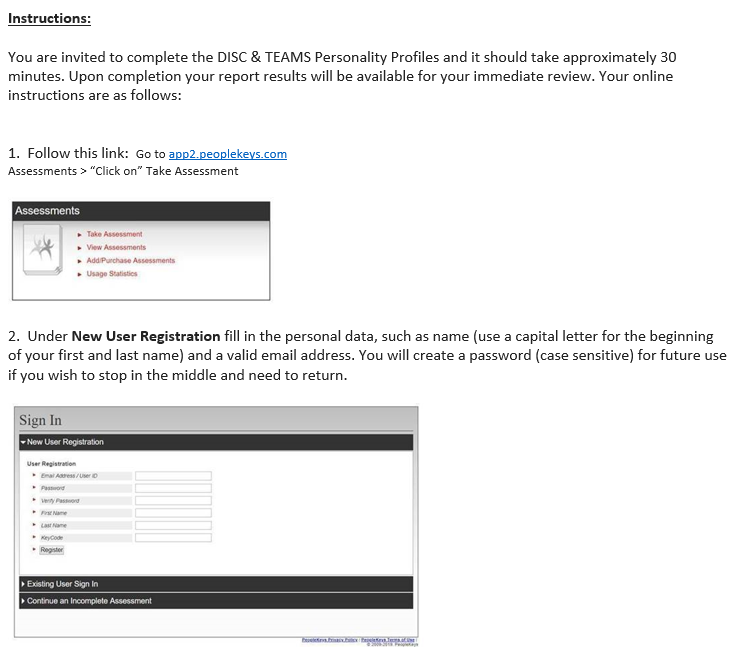 Instructions:
You are invited to complete the DISC & TEAMS Personality Profiles and it should take approximately 30
minutes. Upon completion your report results will be available for your immediate review. Your online
instructions are as follows:
1. Follow this link: Go to app2.peoplekeys.com
Assessments > “Click on” Take Assessment
Assessments
Take Assessment
View Assessments
Add/Purchase Assessments
Usage Statistics
2. Under New User Registration fill in the personal data, such as name (use a capital letter for the beginning
of your first and last name) and a valid email address. You will create a password (case sensitive) for future use
if you wish to stop in the middle and need to return.
Sign In
New User Registration
User Registration
Email Address / User ID
Password
Verify Password
First Name
Last Name
KeyCode
Register
Existing User Sign In
Continue an Incomplete Assessment
PeopleKeys Privacy Policy | PeopleKeys Terms of Use |
PeopleKeys